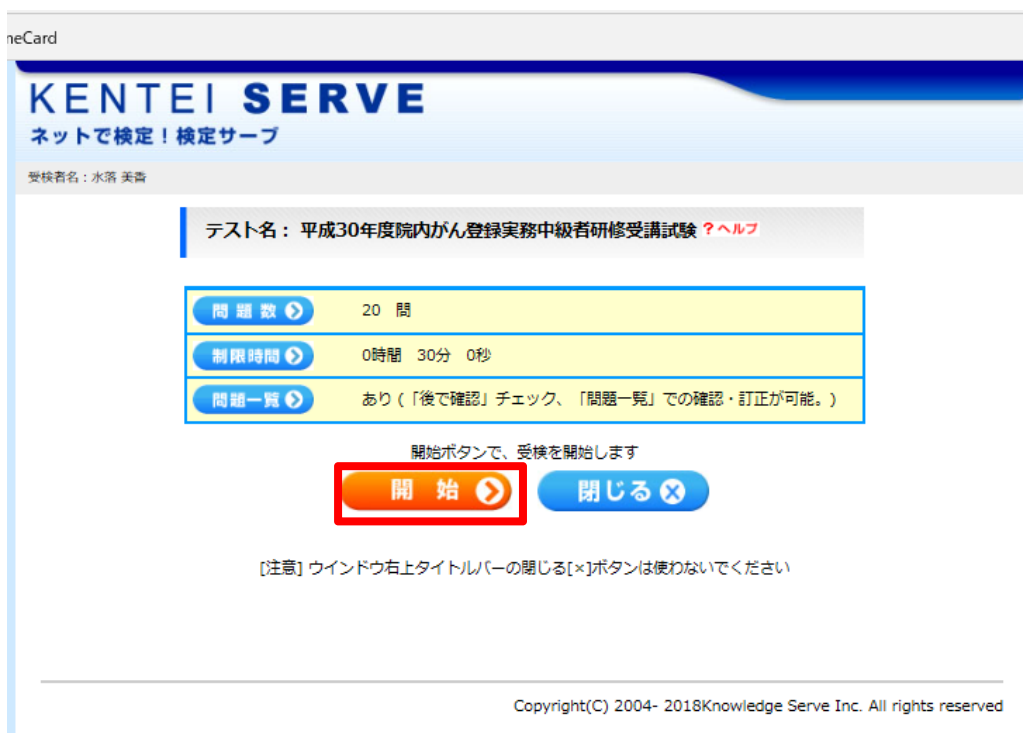 neCard
KENTEI SERVE
ネットで検定！検定サーブ
受検者名：水落 美香
テスト名： 平成30年度院内がん登録実務中級者研修受講試験 ?ヘルプ
問題数 20 問
制限時間 0時間 30分 0秒
問題一覧 あり (「後で確認」チェック、「問題一覧」での確認・訂正が可能。)
開始ボタンで、受検を開始します
開 始 閉じる
[注意] ウインドウ右上タイトルバーの閉じる[×]ボタンは使わないでください
Copyright(C) 2004- 2018Knowledge Serve Inc. All rights reserved